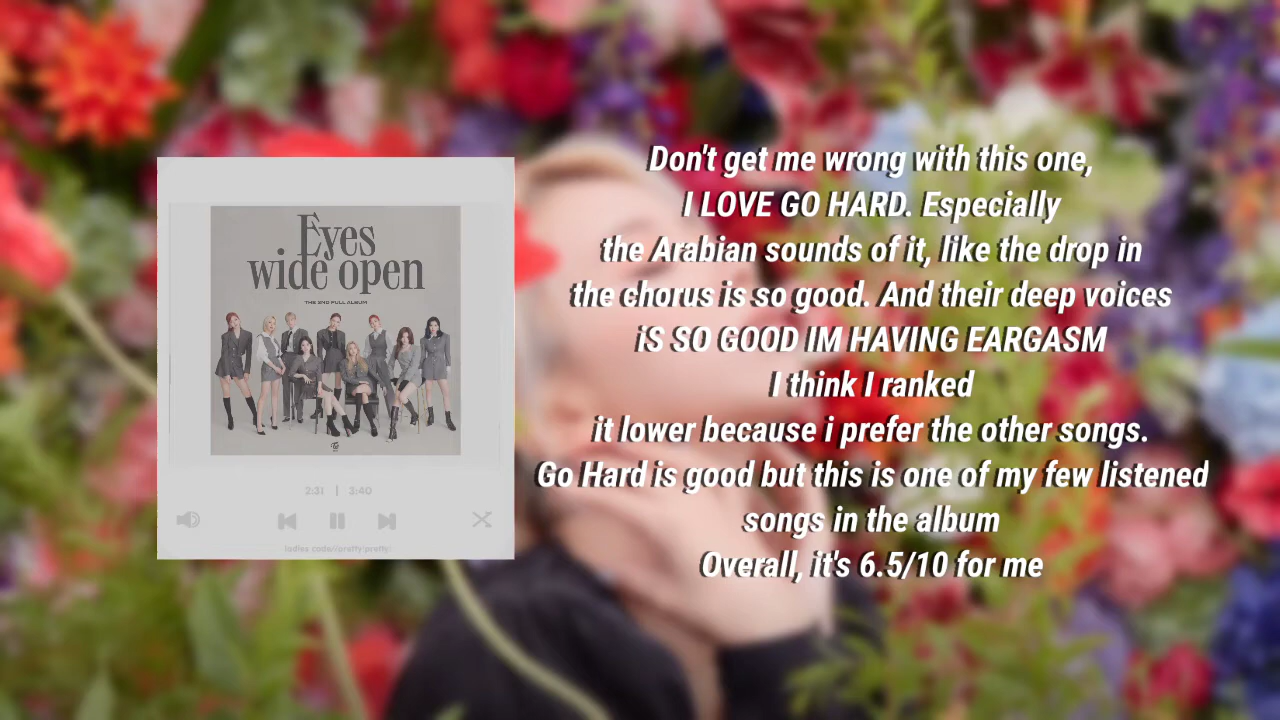 Eyes
wide open
THE 2ND FULL ALBUM
2:31 | 3:40
ladies code//pretty pretty
Don't get me wrong with this one,
I LOVE GO HARD. Especially
the Arabian sounds of it, like the drop in
the chorus is so good. And their deep voices
iS SO GOOD IM HAVING EARGASM
I think I ranked
it lower because i prefer the other songs.
Go Hard is good but this is one of my few listened
songs in the album
Overall, it's 6.5/10 for me